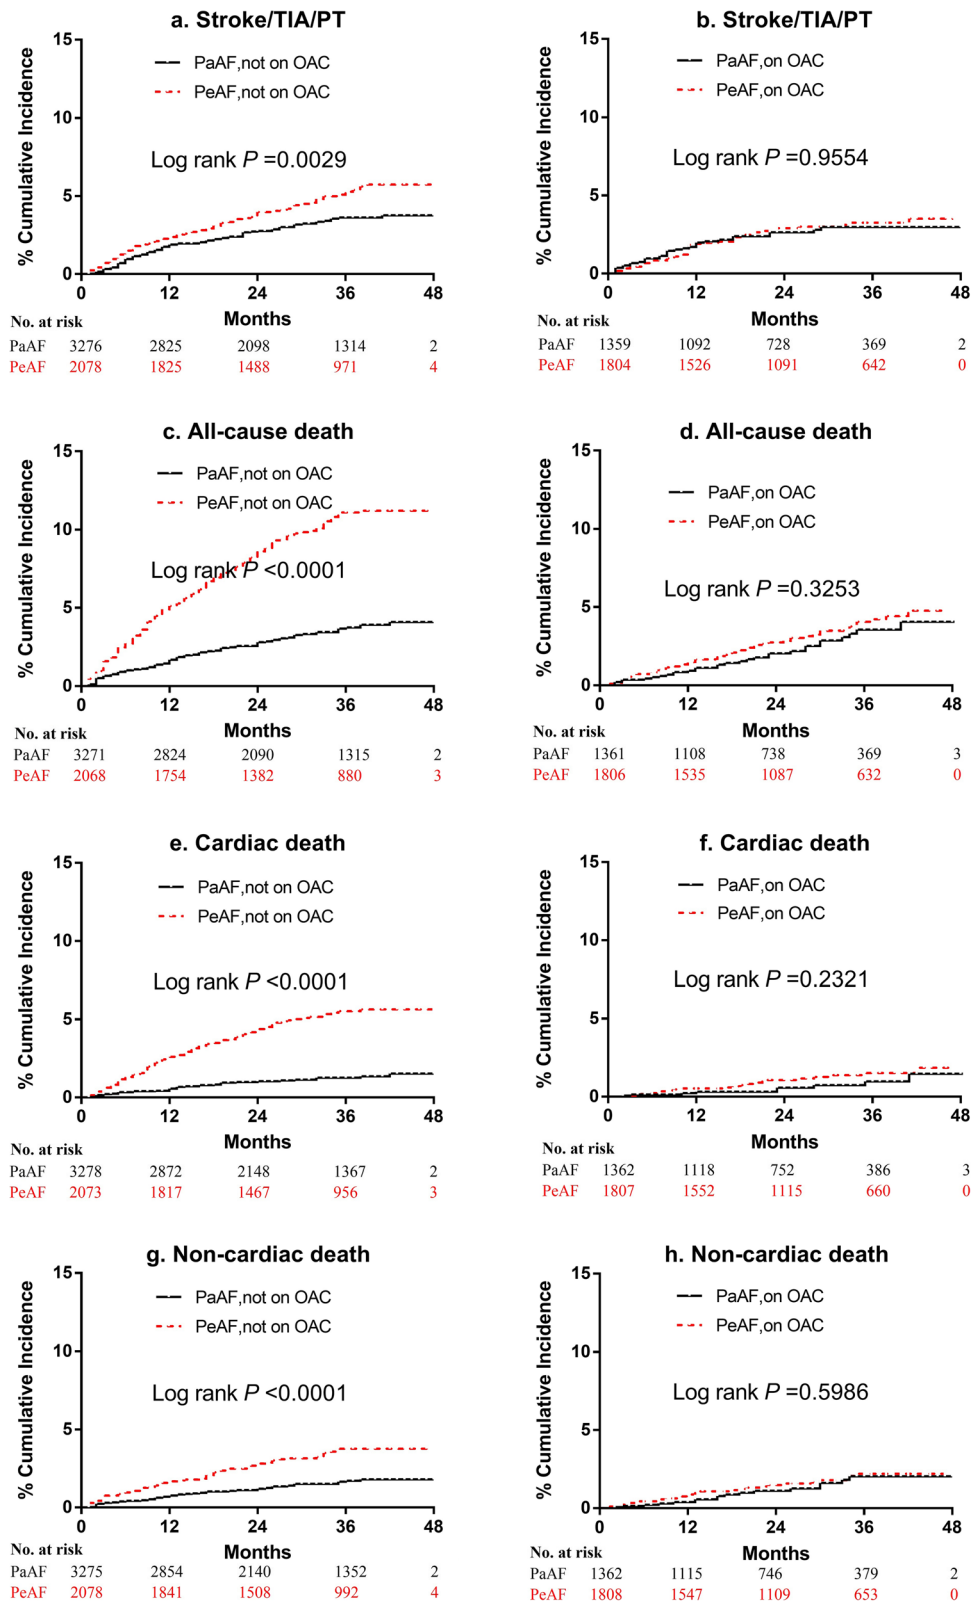 a. Stroke/TIA/PT
% Cumulative Incidence
15
10
5
0
PaAF,not on OAC
PeAF,not on OAC
Log rank P =0.0029
0 12 24 36 48
Months
No. at risk
PaAF 3276 2825 2098 1314 2
PeAF 2078 1825 1488 971 4
b. Stroke/TIA/PT
% Cumulative Incidence
15
10
5
0
PaAF,on OAC
PeAF,on OAC
Log rank P =0.9554
0 12 24 36 48
Months
No. at risk
PaAF 1359 1092 728 369 2
PeAF 1804 1526 1091 642 0
c. All-cause death
% Cumulative Incidence
15
10
5
0
PaAF,not on OAC
PeAF,not on OAC
Log rank P <0.0001
0 12 24 36 48
Months
No. at risk
PaAF 3271 2824 2090 1315 2
PeAF 2068 1754 1382 880 3
d. All-cause death
% Cumulative Incidence
15
10
5
0
PaAF,on OAC
PeAF,on OAC
Log rank P =0.3253
0 12 24 36 48
Months
No. at risk
PaAF 1361 1108 738 369 3
PeAF 1806 1535 1087 632 0
e. Cardiac death
% Cumulative Incidence
15
10
5
0
PaAF,not on OAC
PeAF,not on OAC
Log rank P <0.0001
0 12 24 36 48
Months
No. at risk
PaAF 3278 2872 2148 1367 2
PeAF 2073 1817 1467 956 3
f. Cardiac death
% Cumulative Incidence
15
10
5
0
PaAF,on OAC
PeAF,on OAC
Log rank P =0.2321
0 12 24 36 48
Months
No. at risk
PaAF 1362 1118 752 386 3
PeAF 1807 1552 1115 660 0
g. Non-cardiac death
% Cumulative Incidence
15
10
5
0
PaAF,not on OAC
PeAF,not on OAC
Log rank P <0.0001
0 12 24 36 48
Months
No. at risk
PaAF 3275 2854 2140 1352 2
PeAF 2078 1841 1508 992 4
h. Non-cardiac death
% Cumulative Incidence
15
10
5
0
PaAF,on OAC
PeAF,on OAC
Log rank P =0.5986
0 12 24 36 48
Months
No. at risk
PaAF 1362 1115 746 379 2
PeAF 1808 1547 1109 653 0